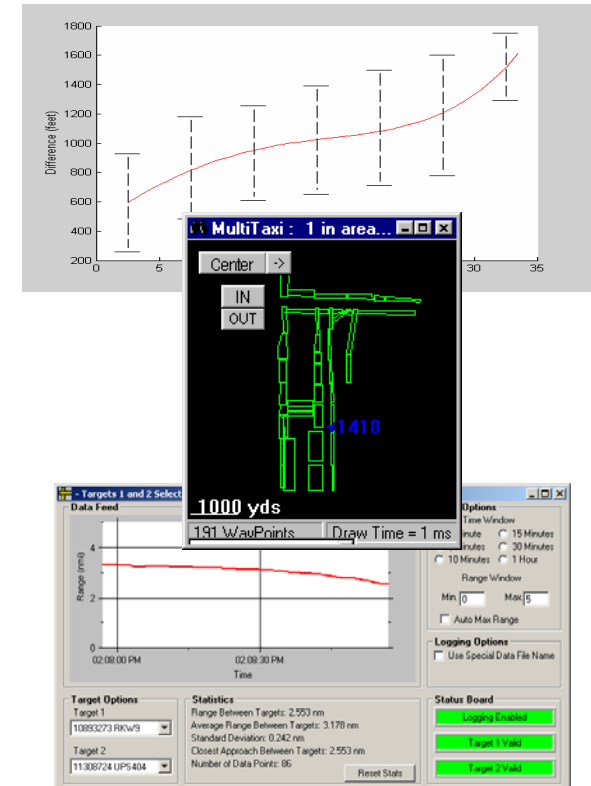 1800
1600
1400
1200
1000
800
600
400
200
Difference (feet)
0
5
30
35
MultiTaxi : 1 in area...
Center ->
IN
OUT
1418
1000 yds
191 WayPoints
Draw Time = 1 ms
- Targets 1 and 2 Select
Data Feed
Range (nmi)
4
2
0
02:08:00 PM
02:08:30 PM
Time
Options
Time Window
15 Minutes
30 Minutes
10 Minutes
1 Hour
Range Window
Min. 0
Max. 5
Auto Max Range
Logging Options
Use Special Data File Name
Target Options
Target 1
10893273 RKW9
Target 2
11308724 UPS404
Statistics
Range Between Targets: 2.553 nm
Average Range Between Targets: 3.178 nm
Standard Deviation: 0.242 nm
Closest Approach Between Targets: 2.553 nm
Number of Data Points: 86
Reset Stats
Status Board
Logging Enabled
Target 1 Valid
Target 2 Valid